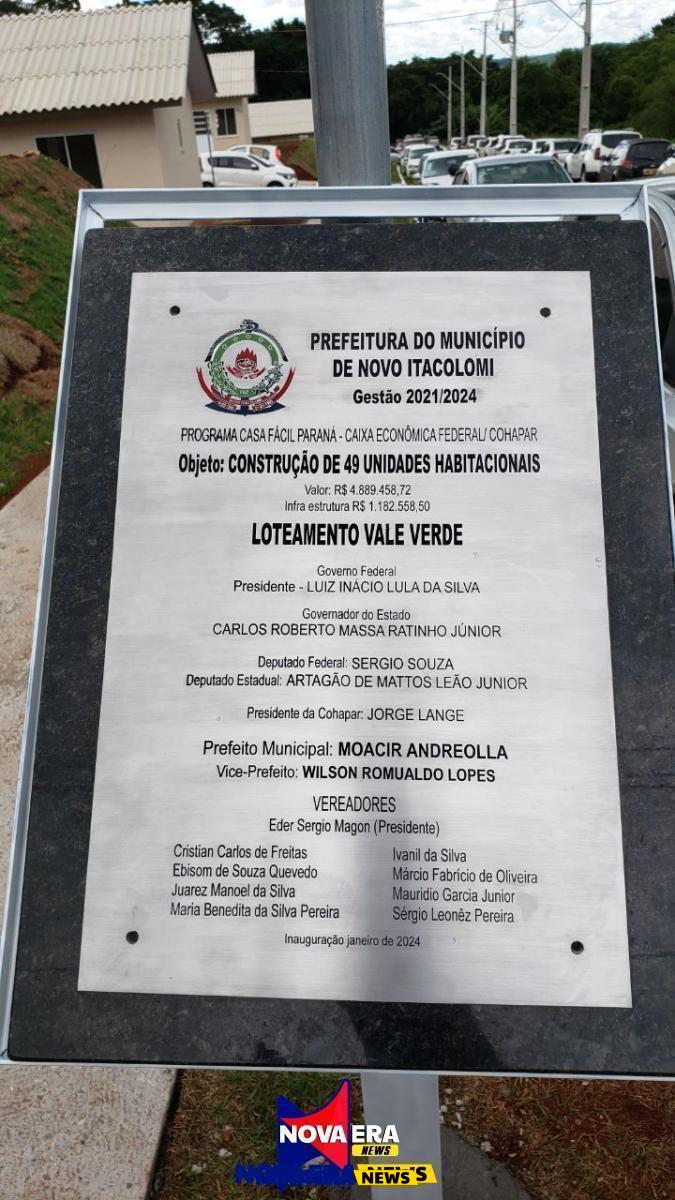 PREFEITURA DO MUNICÍPIO
DE NOVO ITACOLOMI
Gestão 2021/2024
PROGRAMA CASA FÁCIL PARANÁ - CAIXA ECONÔMICA FEDERAL/ COHAPAR
Objeto: CONSTRUÇÃO DE 49 UNIDADES HABITACIONAIS
Valor: R$ 4.889.458,72
Infra estrutura R$ 1.182.558,50
LOTEAMENTO VALE VERDE
Governo Federal
Presidente - LUIZ INÁCIO LULA DA SILVA
Governador do Estado
CARLOS ROBERTO MASSA RATINHO JÚNIOR
Deputado Federal: SERGIO SOUZA
Deputado Estadual: ARTAGÃO DE MATTOS LEÃO JUNIOR
Presidente da Cohapar: JORGE LANGE
Prefeito Municipal: MOACIR ANDREOLLA
Vice-Prefeito: WILSON ROMUALDO LOPES
VEREADORES
Eder Sergio Magon (Presidente)
Cristian Carlos de Freitas
Ebisom de Souza Quevedo
Juarez Manoel da Silva
Maria Benedita da Silva Pereira
Ivanil da Silva
Márcio Fabrício de Oliveira
Mauridio Garcia Junior
Sérgio Leonêz Pereira
Inauguração janeiro de 2024
NOVA ERA
NEWS
NOVA ERA NEWS'S